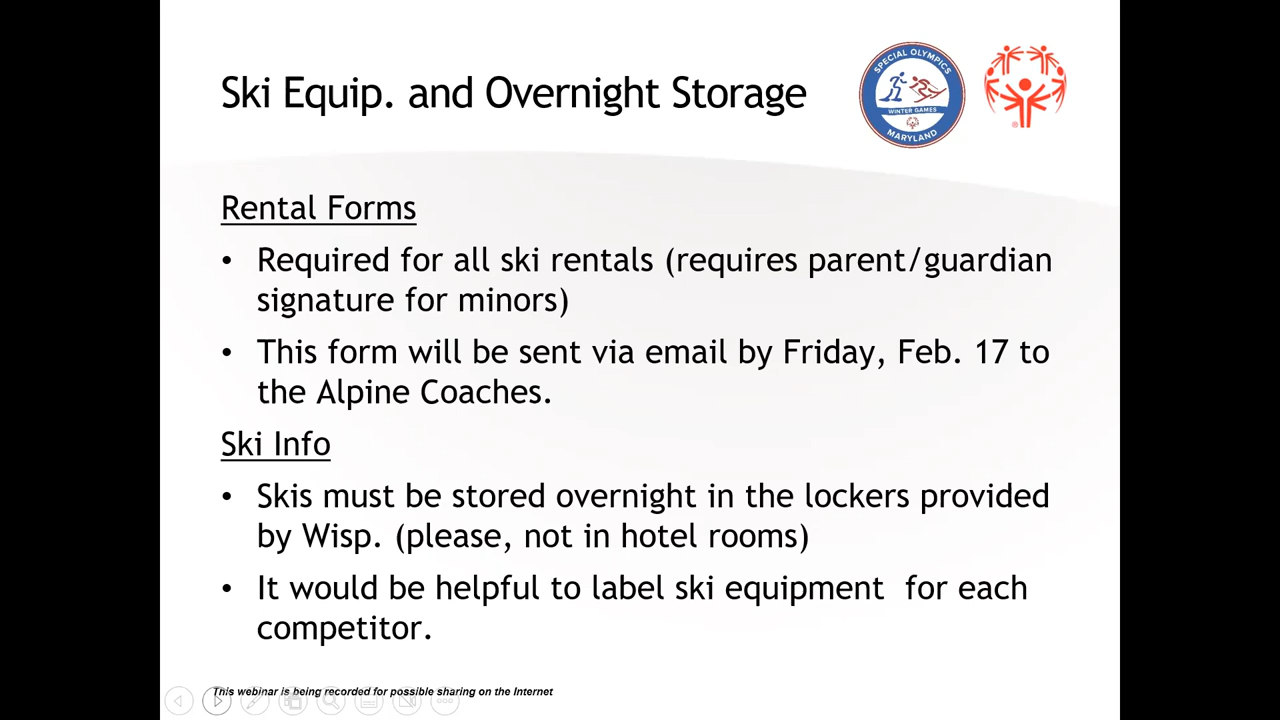 Ski Equip. and Overnight Storage
SPECIAL OLYMPICS
WINTER GAMES
MARYLAND
®
Rental Forms
• Required for all ski rentals (requires parent/guardian
signature for minors)
• This form will be sent via email by Friday, Feb. 17 to
the Alpine Coaches.
Ski Info
• Skis must be stored overnight in the lockers provided
by Wisp. (please, not in hotel rooms)
• It would be helpful to label ski equipment  for each
competitor.
This webinar is being recorded for possible sharing on the Internet